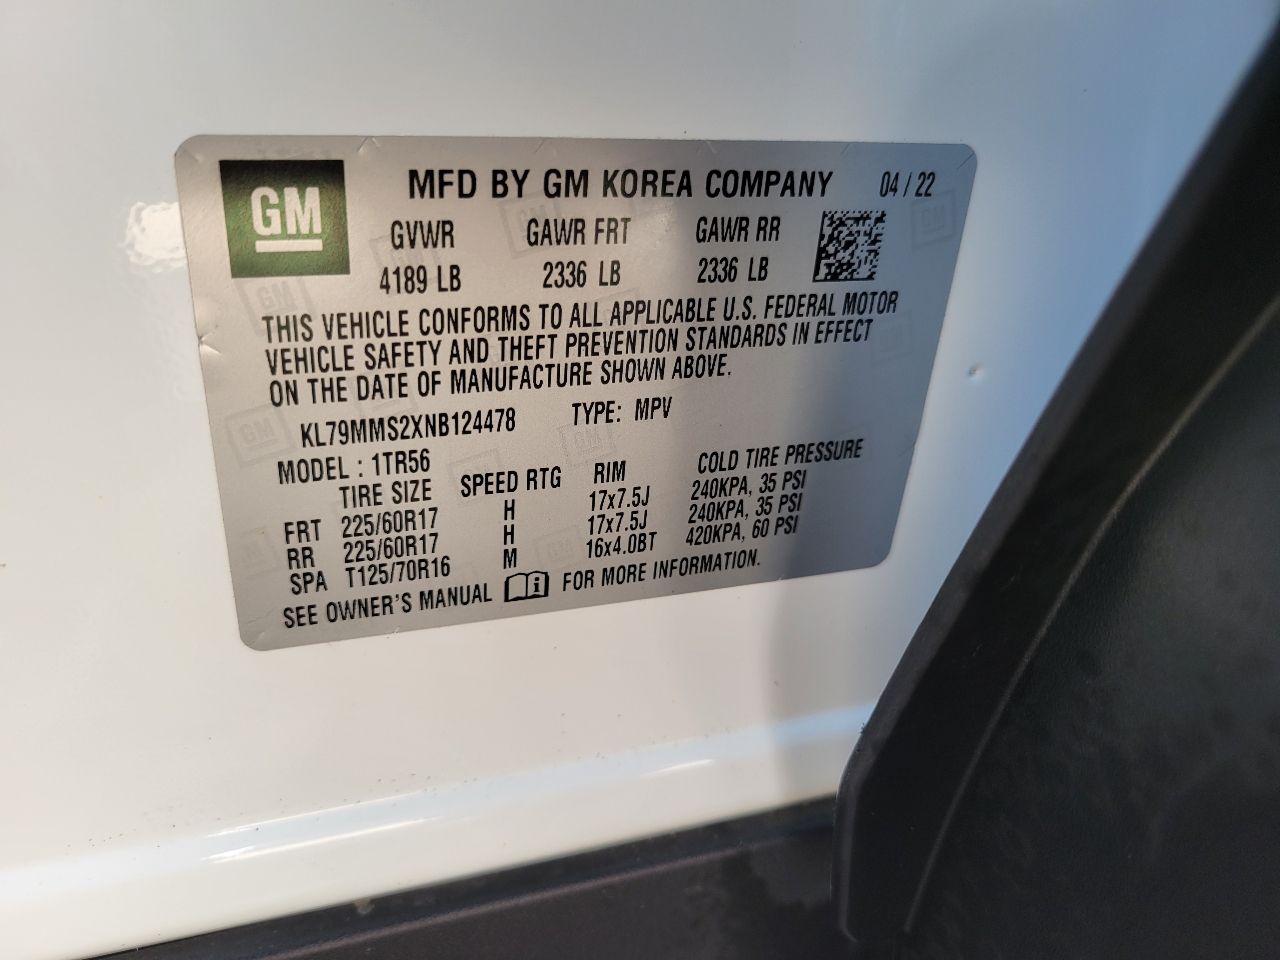 GM
MFD BY GM KOREA COMPANY 04 / 22
GVWR GAWR FRT GAWR RR
4189 LB 2336 LB 2336 LB
THIS VEHICLE CONFORMS TO ALL APPLICABLE U.S. FEDERAL MOTOR
VEHICLE SAFETY AND THEFT PREVENTION STANDARDS IN EFFECT
ON THE DATE OF MANUFACTURE SHOWN ABOVE.
KL79MMS2XNB124478 TYPE: MPV
MODEL : 1TR56
TIRE SIZE SPEED RTG RIM COLD TIRE PRESSURE
FRT 225/60R17 H 17x7.5J 240KPA, 35 PSI
RR 225/60R17 H 17x7.5J 240KPA, 35 PSI
SPA T125/70R16 M 16x4.0BT 420KPA, 60 PSI
SEE OWNER'S MANUAL i FOR MORE INFORMATION.